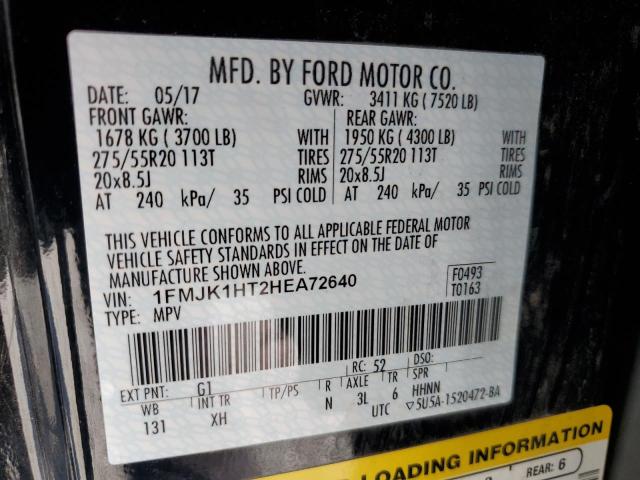 MFD. BY FORD MOTOR CO.
DATE: 05/17 GVWR: 3411 KG ( 7520 LB)
FRONT GAWR: REAR GAWR:
1678 KG ( 3700 LB) WITH 1950 KG ( 4300 LB) WITH
275/55R20 113T TIRES 275/55R20 113T TIRES
20x8.5J RIMS 20x8.5J RIMS
AT 240 kPa/ 35 PSI COLD AT 240 kPa/ 35 PSI COLD
THIS VEHICLE CONFORMS TO ALL APPLICABLE FEDERAL MOTOR
VEHICLE SAFETY STANDARDS IN EFFECT ON THE DATE OF
MANUFACTURE SHOWN ABOVE.
VIN: 1FMJK1HT2HEA72640 F0493
TYPE: MPV T0163
EXT PNT: G1 RC: 52 DSO:
WB INT TR TP/PS R AXLE TR SPR
131 XH N 3L 6 HHNN
UTC ▽5U5A-1520472-BA
LOADING INFORMATION
REAR: 6